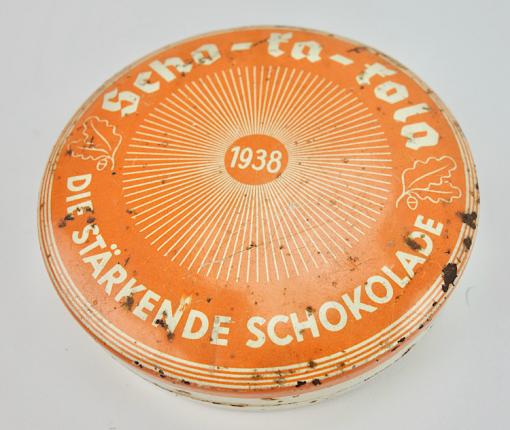 Scho-ka-kola
1938
DIE STÄRKENDE SCHOKOLADE